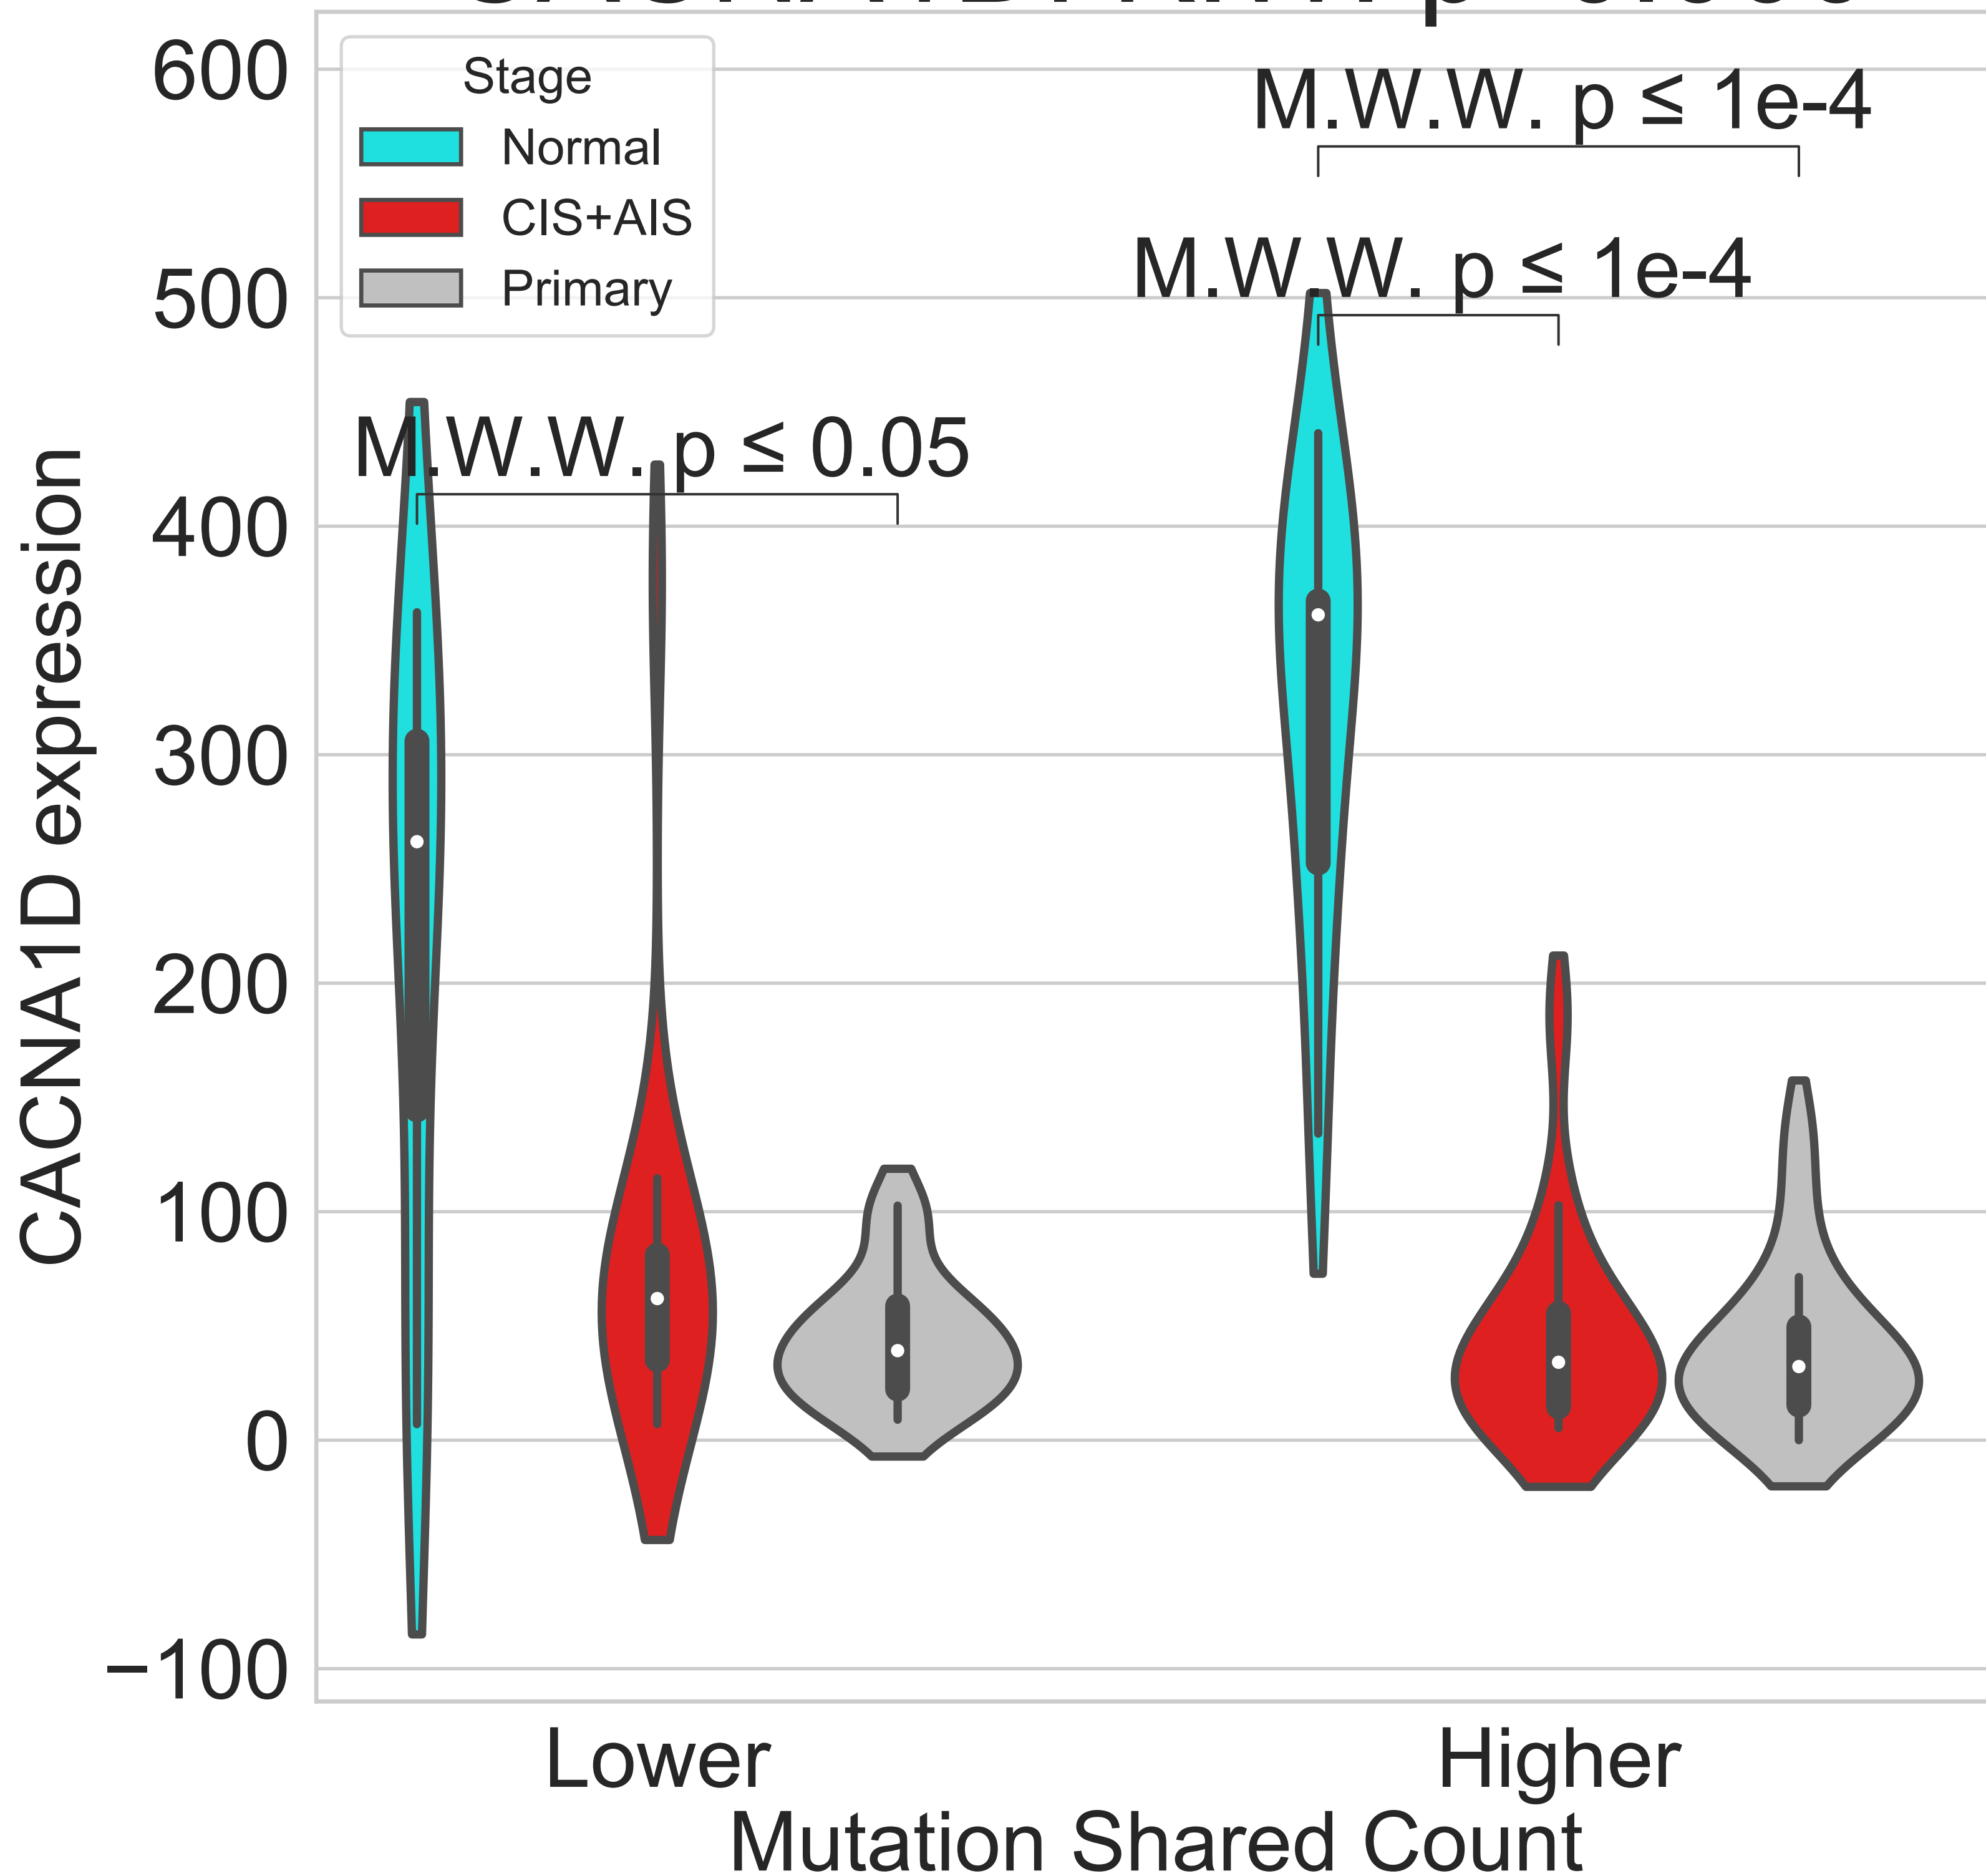 600
500
400
300
200
100
0
−100
CACNA1D expression
Stage
Normal
CIS+AIS
Primary
M.W.W. p ≤ 1e-4
M.W.W. p ≤ 1e-4
M.W.W. p ≤ 0.05
Lower
Higher
Mutation Shared Count